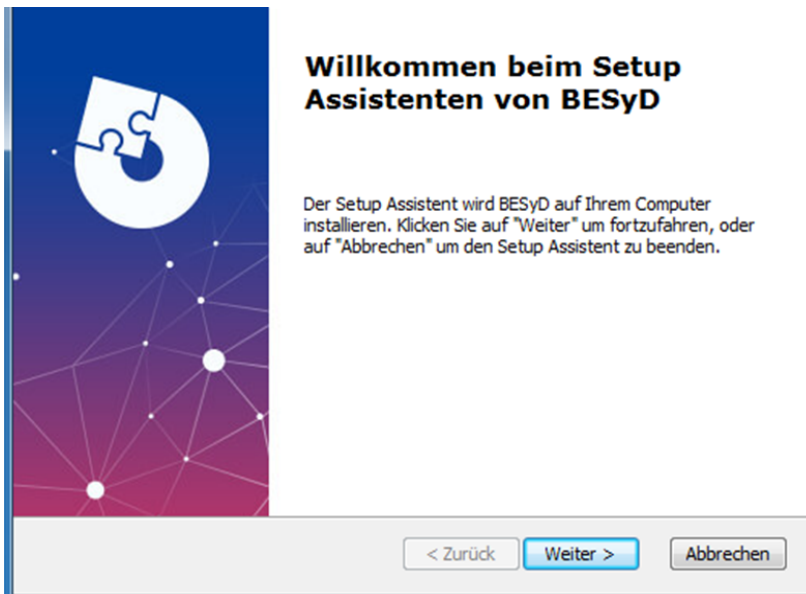 Willkommen beim Setup
Assistenten von BESyD
Der Setup Assistent wird BESyD auf Ihrem Computer
installieren. Klicken Sie auf "Weiter" um fortzufahren, oder
auf "Abbrechen" um den Setup Assistent zu beenden.
< Zurück Weiter > Abbrechen